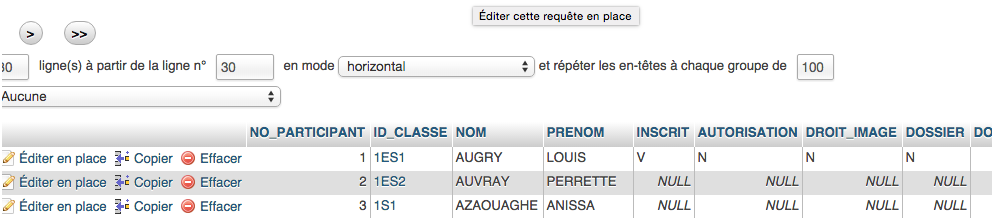 Éditer cette requête en place
> >>
30 ligne(s) à partir de la ligne n° 30 en mode horizontal et répéter les en-têtes à chaque groupe de 100
Aucune
NO_PARTICIPANT ID_CLASSE NOM PRENOM INSCRIT AUTORISATION DROIT_IMAGE DOSSIER DO
Éditer en place Copier Effacer 1 1ES1 AUGRY LOUIS V N N N
Éditer en place Copier Effacer 2 1ES2 AUVRAY PERRETTE NULL NULL NULL NULL
Éditer en place Copier Effacer 3 1S1 AZAOUAGHE ANISSA NULL NULL NULL NULL